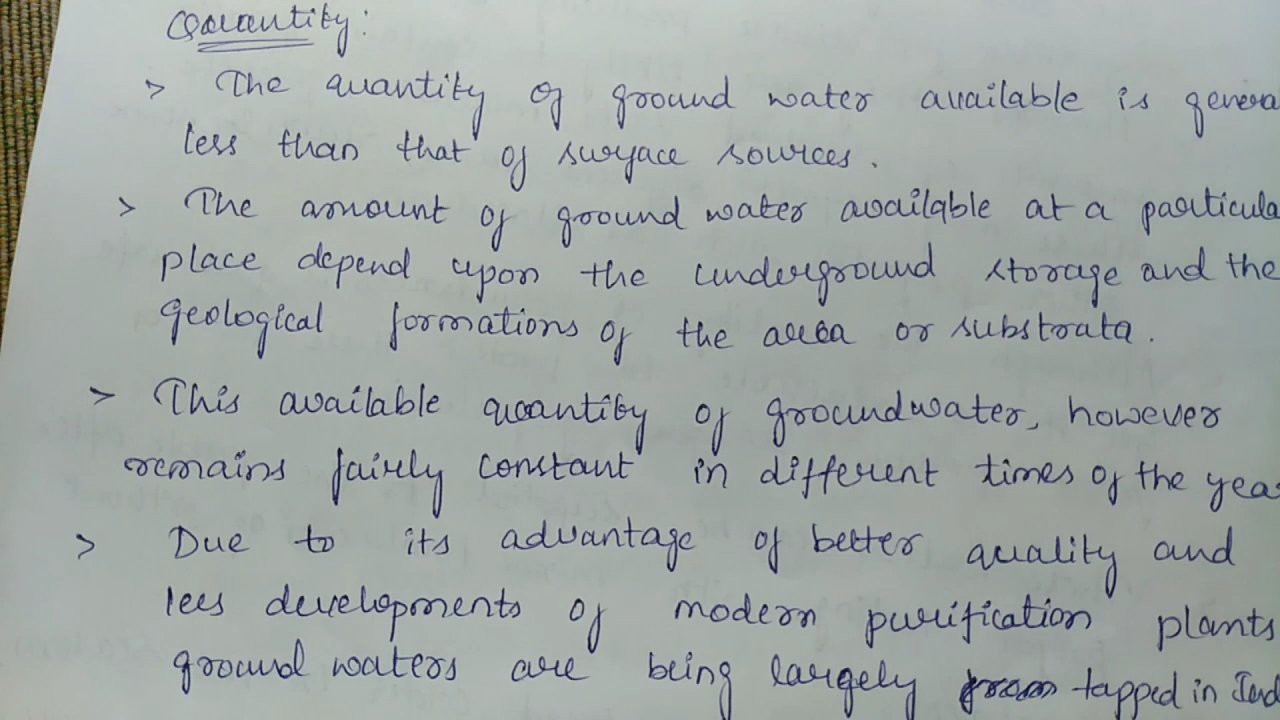 Quantity:
> The quantity of ground water available is genera
less than that of surface sources.
> The amount of ground water available at a particula
place depend upon the underground storage and the
geological formations of the area or substrata.
> This available quantity of groundwater, however
remains fairly constant in different times of the yea
> Due to its advantage of better quality and
less developments of modern purification plants
ground waters are being largely tapped in Ind